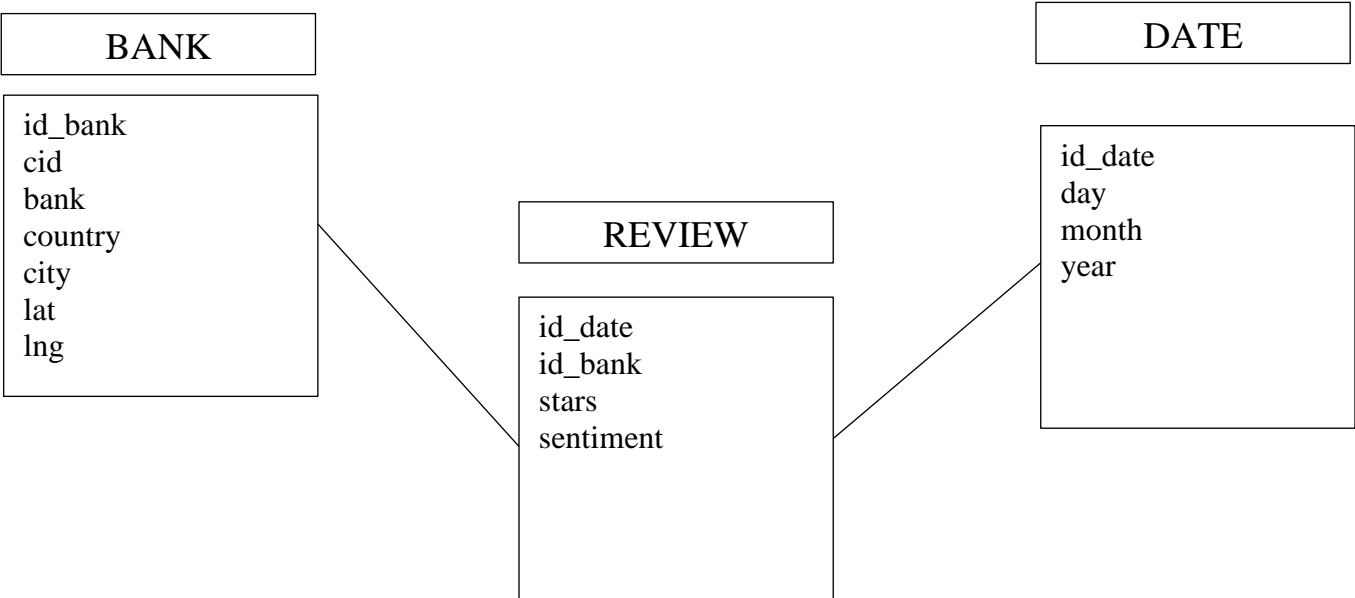 BANK
id_bank
cid
bank
country
city
lat
lng
REVIEW
id_date
id_bank
stars
sentiment
DATE
id_date
day
month
year